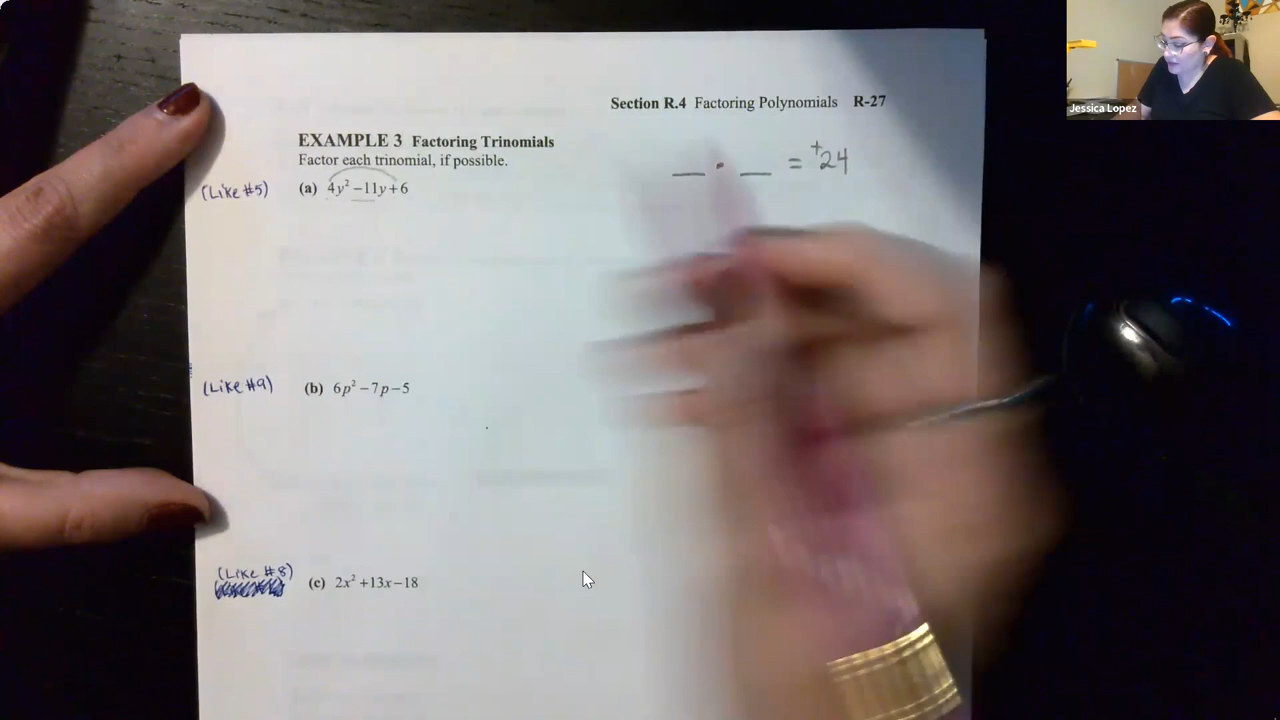 Jessica Lopez
Section R.4 Factoring Polynomials R-27
EXAMPLE 3 Factoring Trinomials
Factor each trinomial, if possible.
__ · __ = +24
(Like #5) (a) 4y² −11y+6
(Like #9) (b) 6p² −7p−5
(Like #8) (c) 2x² +13x−18